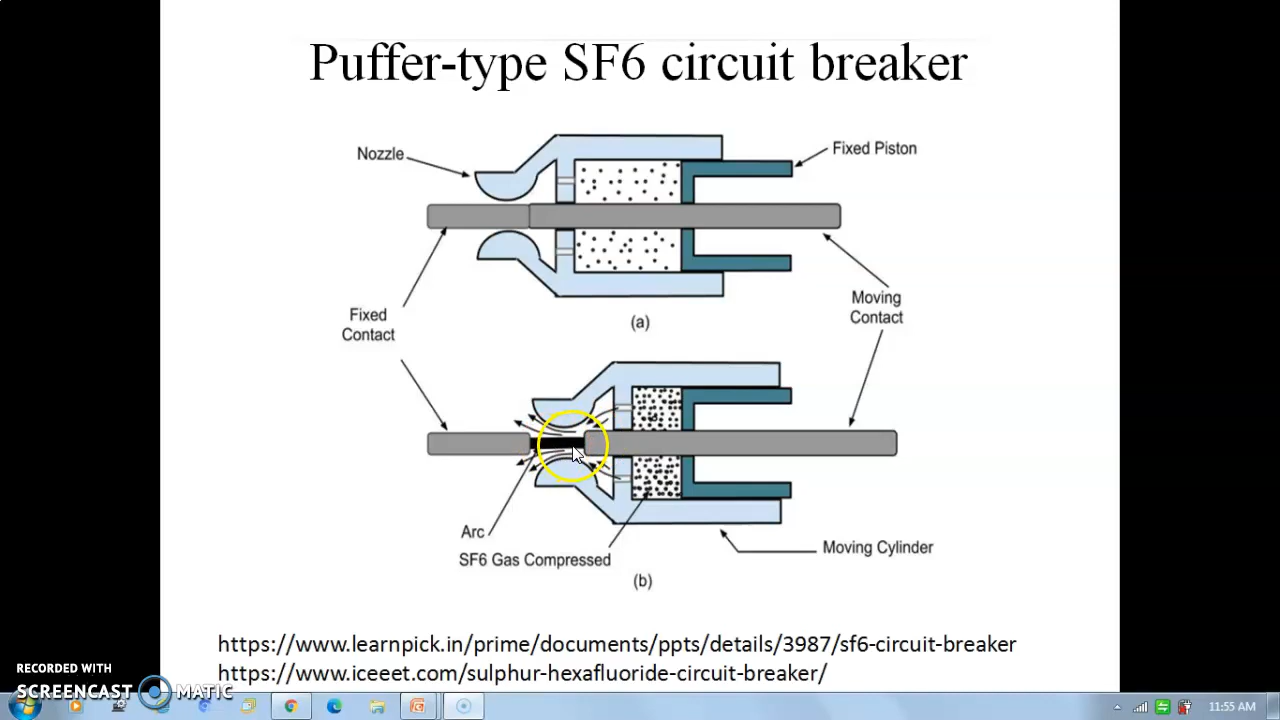 Puffer-type SF6 circuit breaker
Nozzle
Fixed Piston
Fixed
Contact
Moving
Contact
(a)
Arc
SF6 Gas Compressed
Moving Cylinder
(b)
https://www.learnpick.in/prime/documents/ppts/details/3987/sf6-circuit-breaker
https://www.iceeet.com/sulphur-hexafluoride-circuit-breaker/
RECORDED WITH
SCREENCAST MATIC
11:55 AM